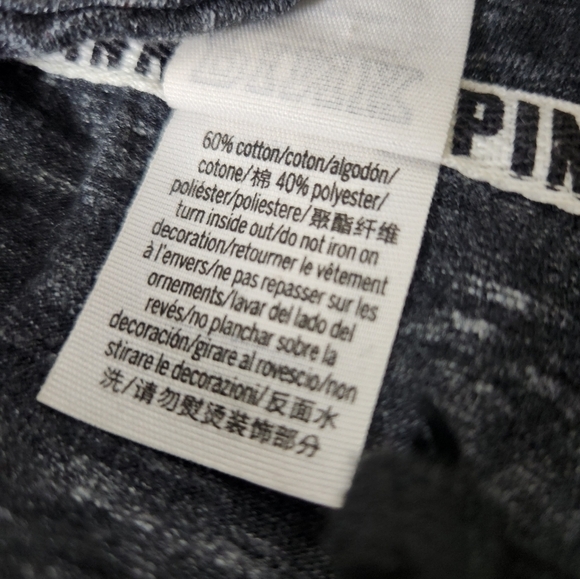 PINK
PIN
60% cotton/coton/algodón/
cotone/棉 40% polyester/
poliéster/poliestere/聚酯纤维
turn inside out/do not iron on
decoration/retourner le vêtement
à l'envers/ne pas repasser sur les
ornements/lavar del lado del
revés/no planchar sobre la
decoración/girare al rovescio/non
stirare le decorazioni/反面水
洗/请勿熨烫装饰部分